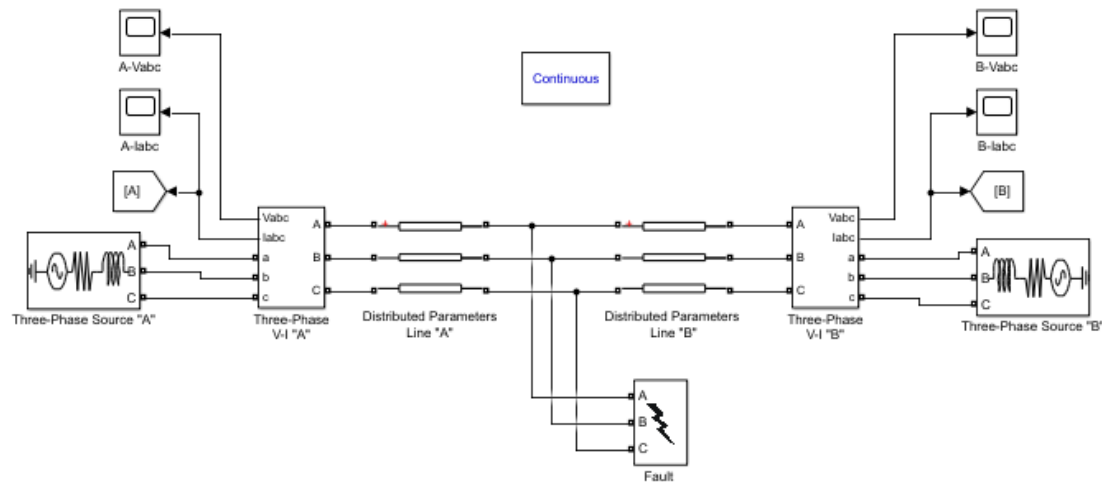 A-Vabc
B-Vabc
Continuous
A-Iabc
B-Iabc
[A]
[B]
Vabc
Iabc
a
b
c
A
B
C
A
B
C
Vabc
Iabc
a
b
c
A
B
C
A
B
C
Three-Phase Source "A"
Three-Phase
V-I "A"
Distributed Parameters
Line "A"
Distributed Parameters
Line "B"
Three-Phase
V-I "B"
Three-Phase Source "B"
A
B
C
Fault